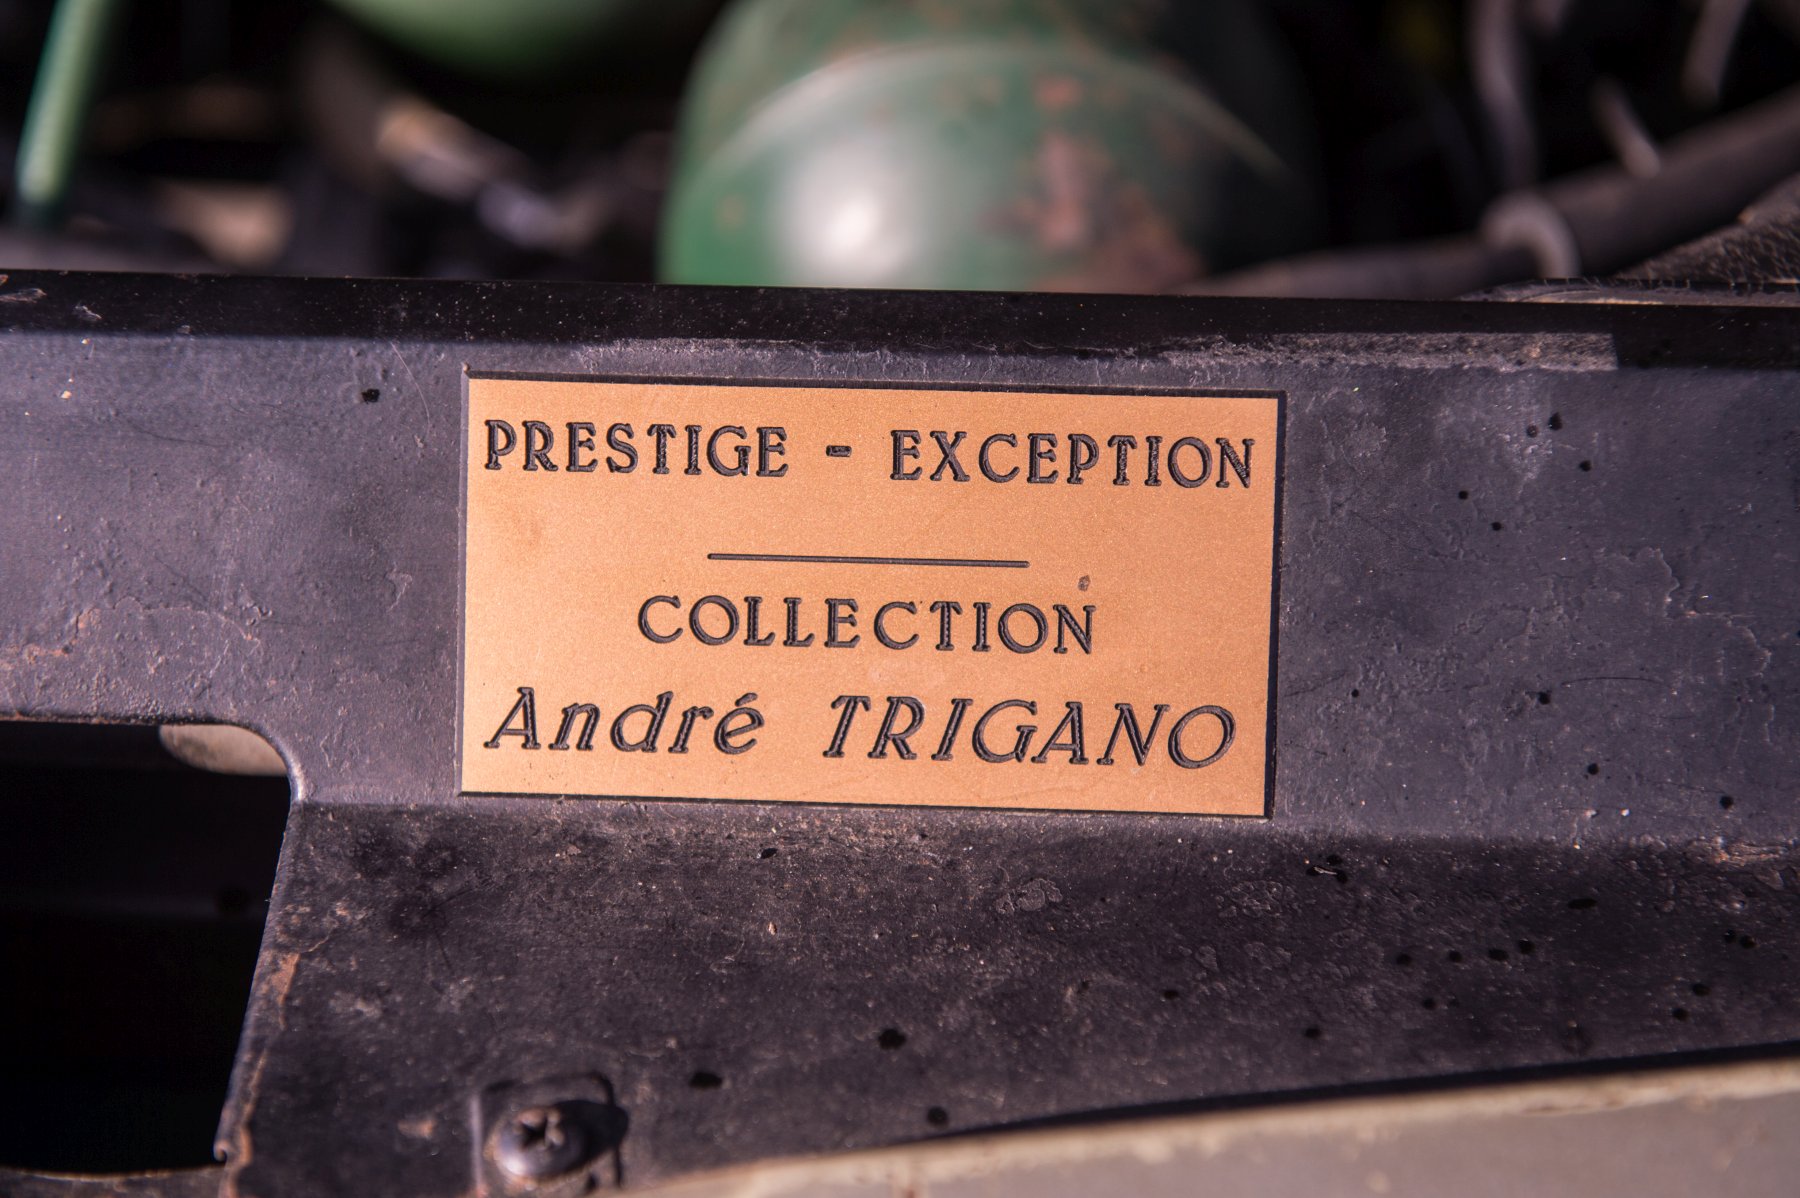 PRESTIGE - EXCEPTION
COLLECTION
André TRIGANO